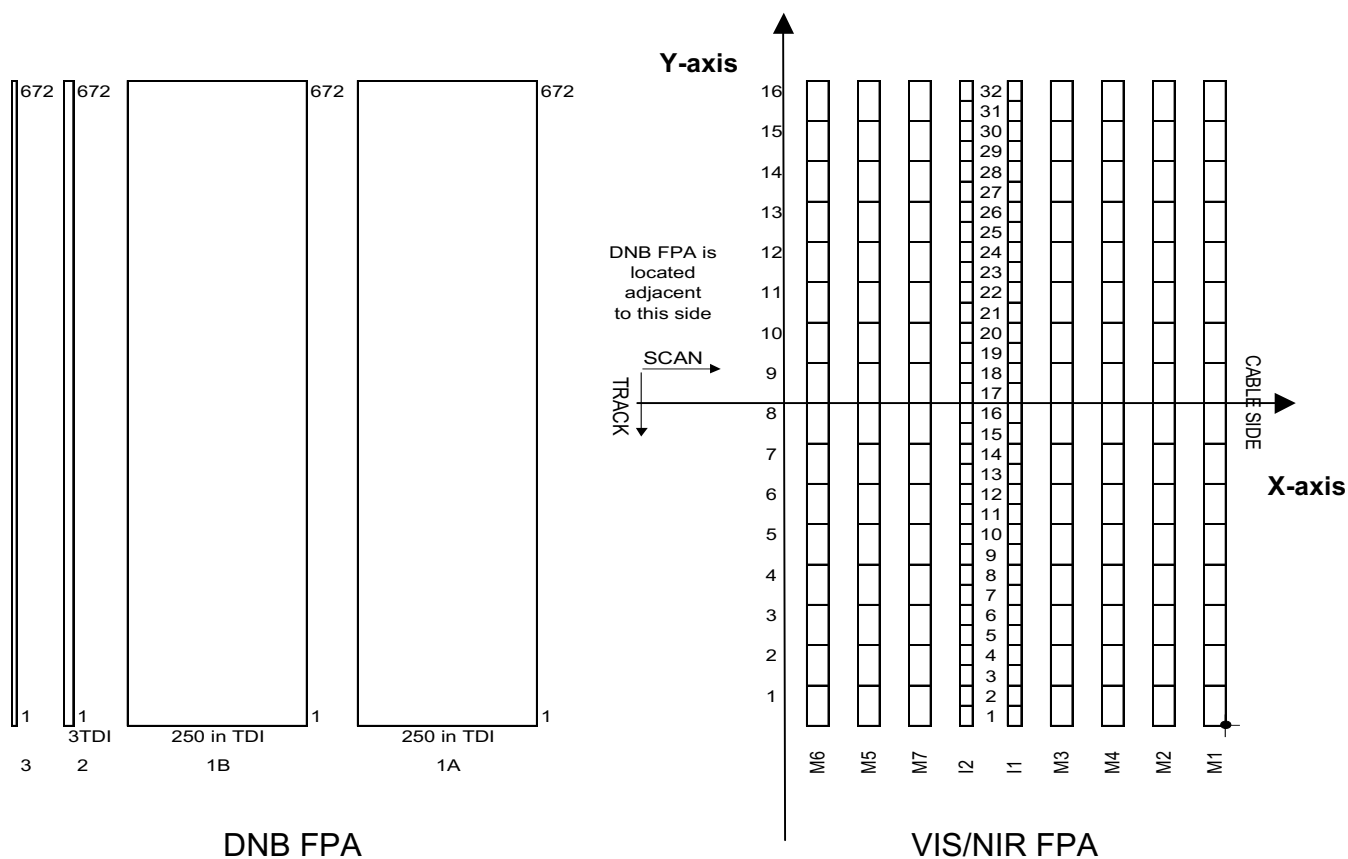 Y-axis
672 672 672 672
16 32
31
15 30
29
14 28
27
13 26
25
12 24
23
11 22
21
10 20
19
9 18
17
8 16
15
7 14
13
6 12
11
5 10
9
4 8
7
3 6
5
2 4
3
1 2
1
DNB FPA is
located
adjacent
to this side
SCAN
TRACK
CABLE SIDE
X-axis
1 1 1 1
3TDI 250 in TDI 250 in TDI
3 2 1B 1A
M6 M5 M7 I2 I1 M3 M4 M2 M1
DNB FPA VIS/NIR FPA